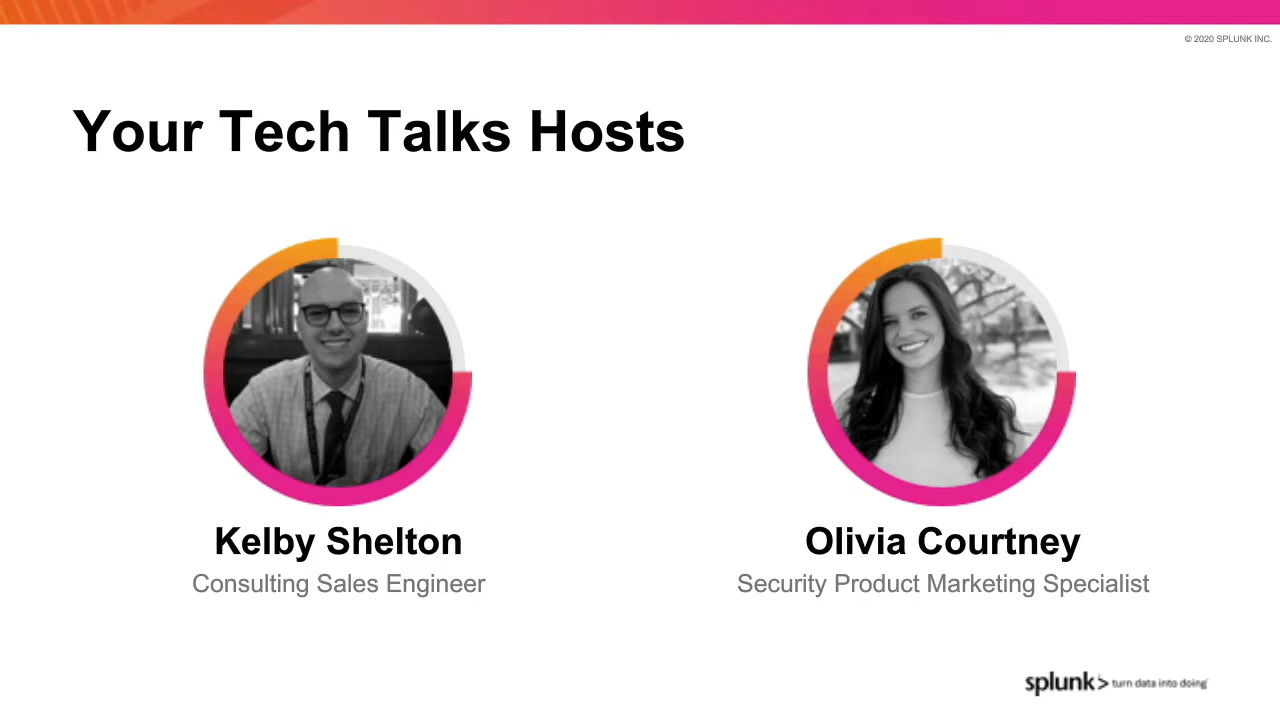 © 2020 SPLUNK INC.
Your Tech Talks Hosts
Kelby Shelton
Consulting Sales Engineer
Olivia Courtney
Security Product Marketing Specialist
splunk> turn data into doing